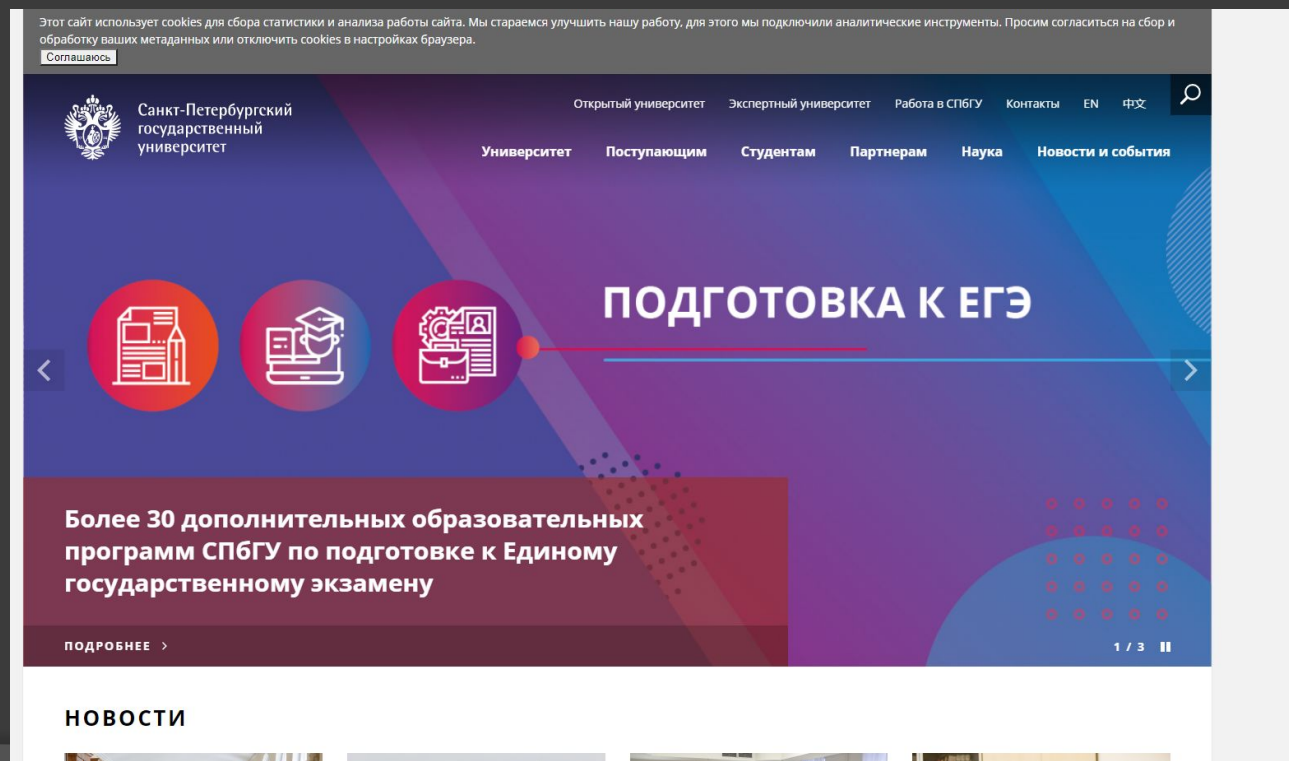 Этот сайт использует cookies для сбора статистики и анализа работы сайта. Мы стараемся улучшить нашу работу, для этого мы подключили аналитические инструменты. Просим согласиться на сбор и
обработку ваших метаданных или отключить cookies в настройках браузера.
Соглашаюсь
Санкт-Петербургский
государственный
университет
Открытый университет Экспертный университет Работа в СПбГУ Контакты EN 中文
Университет Поступающим Студентам Партнерам Наука Новости и события
ПОДГОТОВКА К ЕГЭ
Более 30 дополнительных образовательных
программ СПбГУ по подготовке к Единому
государственному экзамену
ПОДРОБНЕЕ >
1 / 3
НОВОСТИ